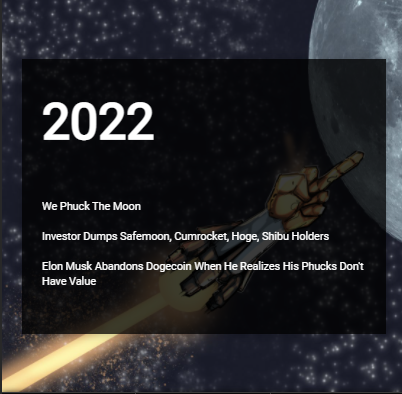 2022
We Phuck The Moon
Investor Dumps Safemoon, Cumrocket, Hoge, Shibu Holders
Elon Musk Abandons Dogecoin When He Realizes His Phucks Don't
Have Value